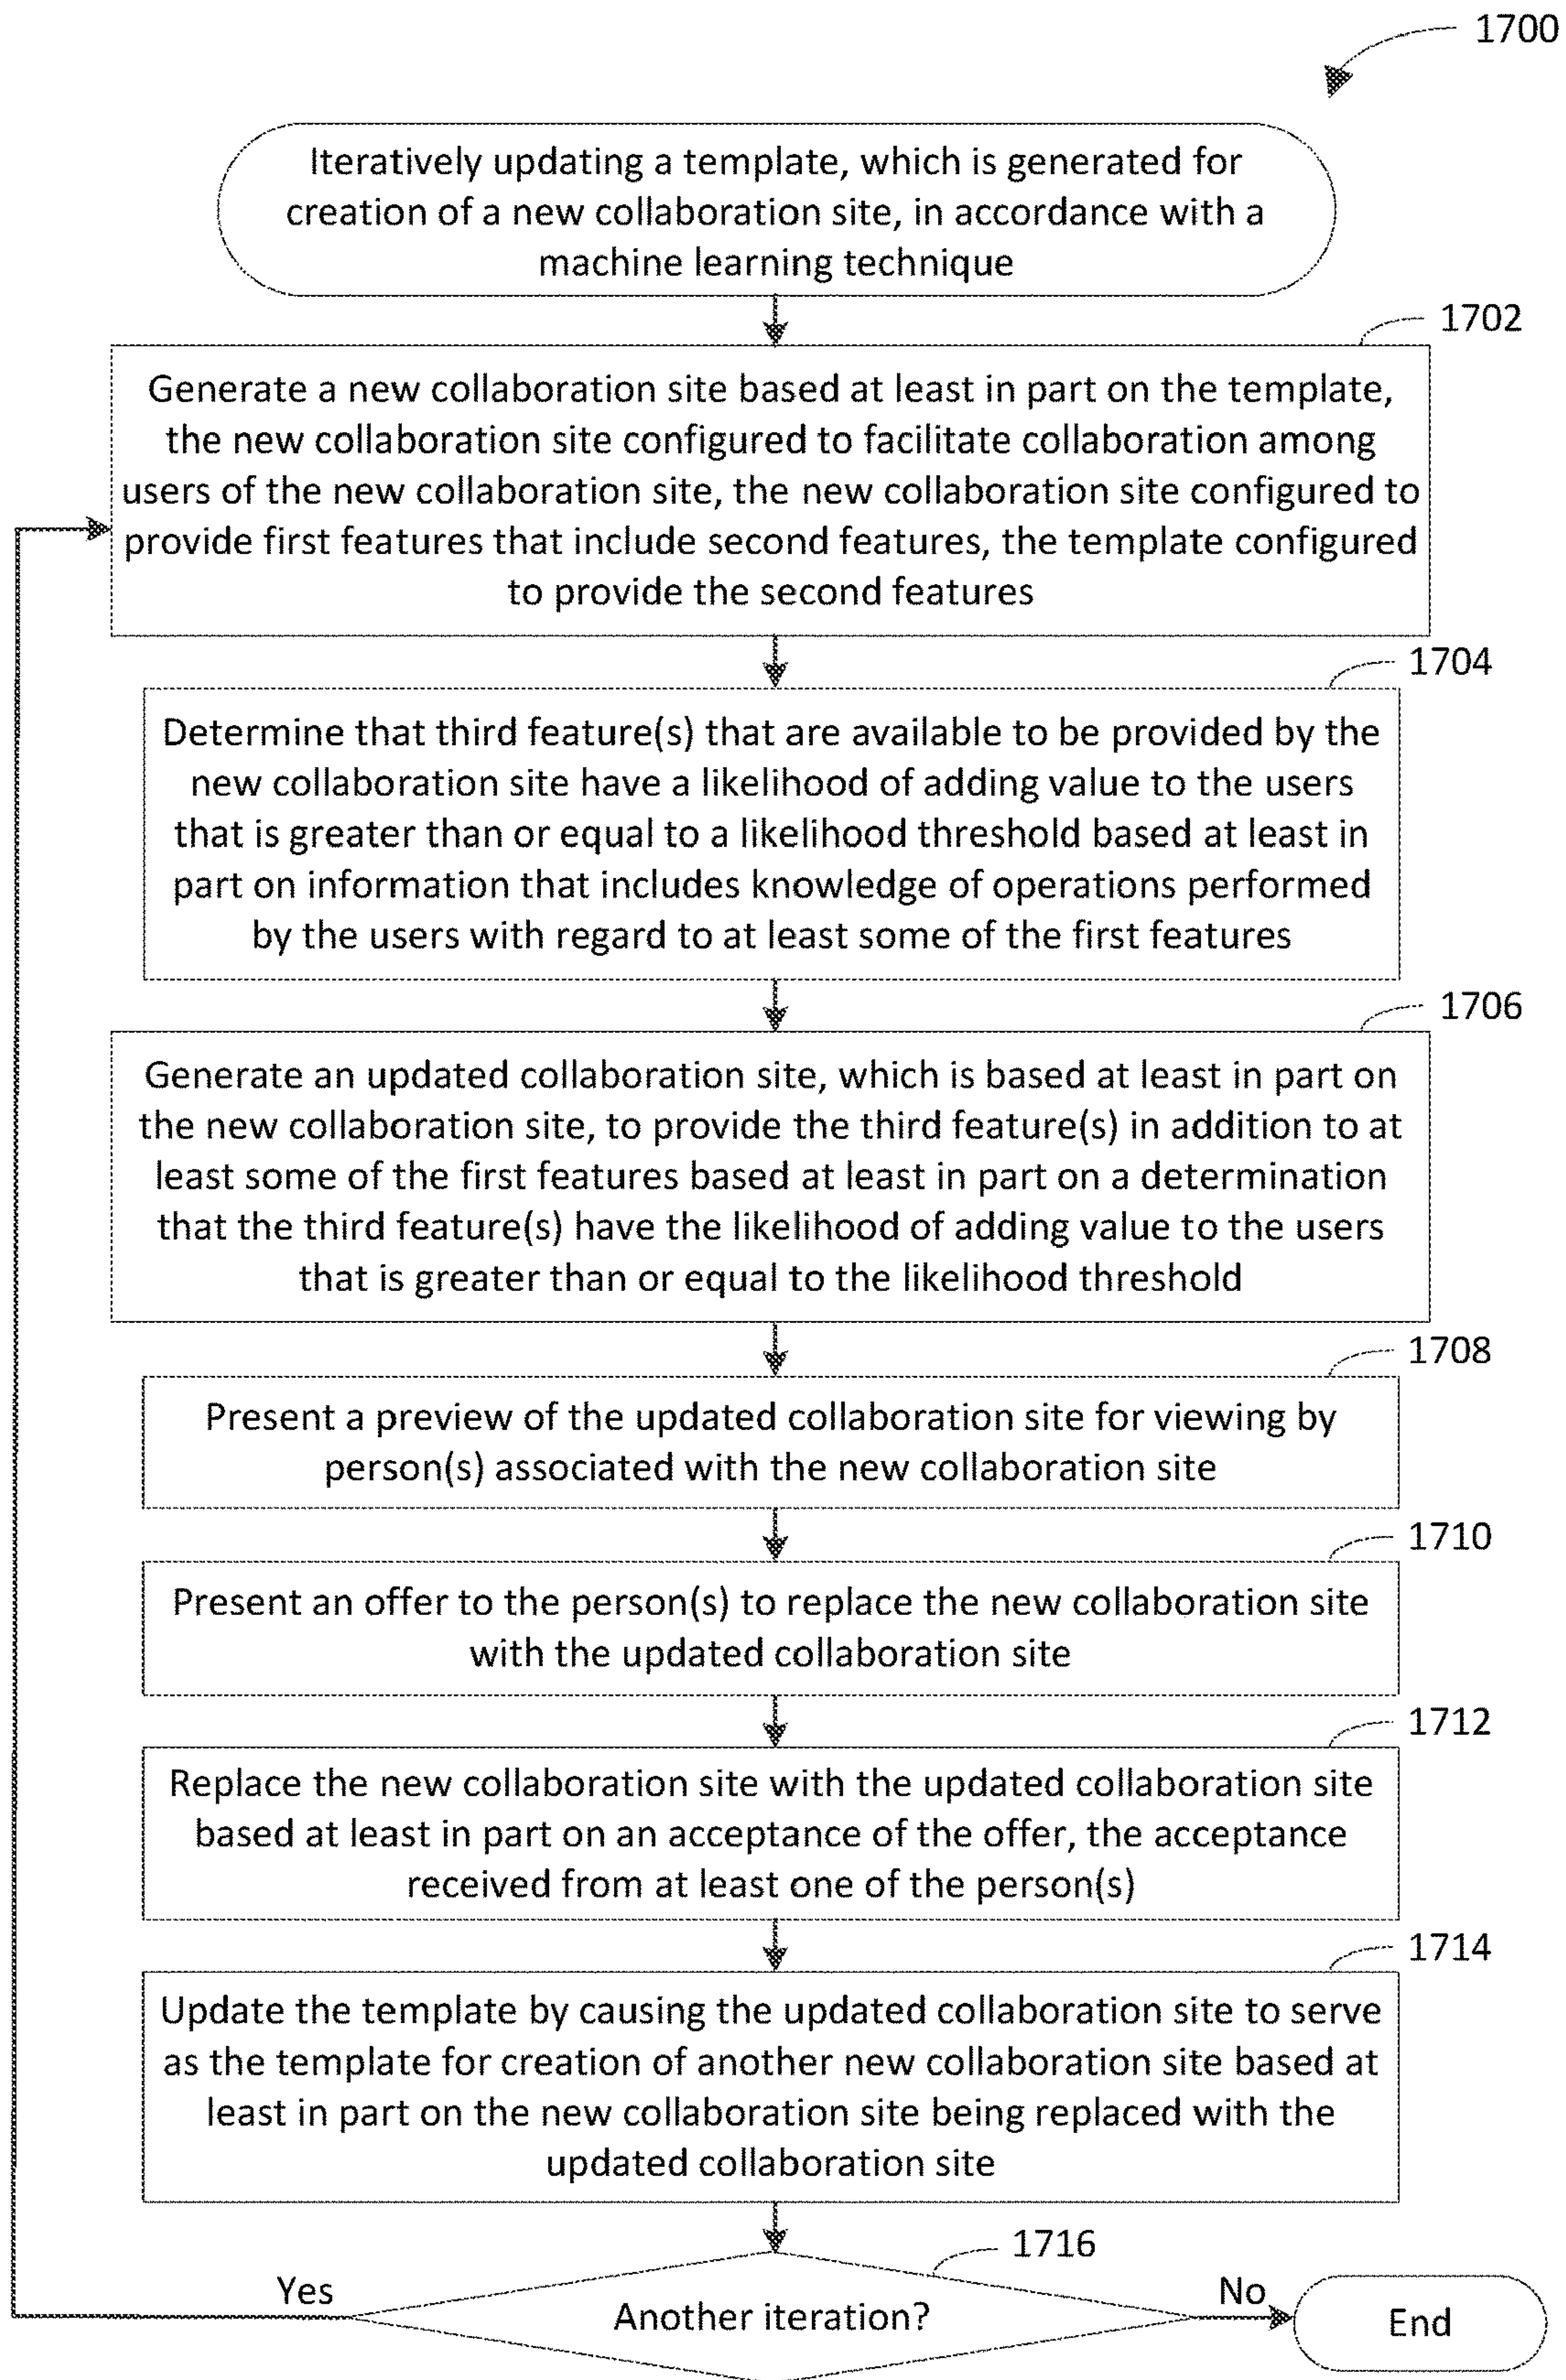 1700
Iteratively updating a template, which is generated for
creation of a new collaboration site, in accordance with a
machine learning technique
1702
Generate a new collaboration site based at least in part on the template,
the new collaboration site configured to facilitate collaboration among
users of the new collaboration site, the new collaboration site configured to
provide first features that include second features, the template configured
to provide the second features
1704
Determine that third feature(s) that are available to be provided by the
new collaboration site have a likelihood of adding value to the users
that is greater than or equal to a likelihood threshold based at least in
part on information that includes knowledge of operations performed
by the users with regard to at least some of the first features
1706
Generate an updated collaboration site, which is based at least in part on
the new collaboration site, to provide the third feature(s) in addition to at
least some of the first features based at least in part on a determination
that the third feature(s) have the likelihood of adding value to the users
that is greater than or equal to the likelihood threshold
1708
Present a preview of the updated collaboration site for viewing by
person(s) associated with the new collaboration site
1710
Present an offer to the person(s) to replace the new collaboration site
with the updated collaboration site
1712
Replace the new collaboration site with the updated collaboration site
based at least in part on an acceptance of the offer, the acceptance
received from at least one of the person(s)
1714
Update the template by causing the updated collaboration site to serve
as the template for creation of another new collaboration site based at
least in part on the new collaboration site being replaced with the
updated collaboration site
1716
Yes
Another iteration?
No
End